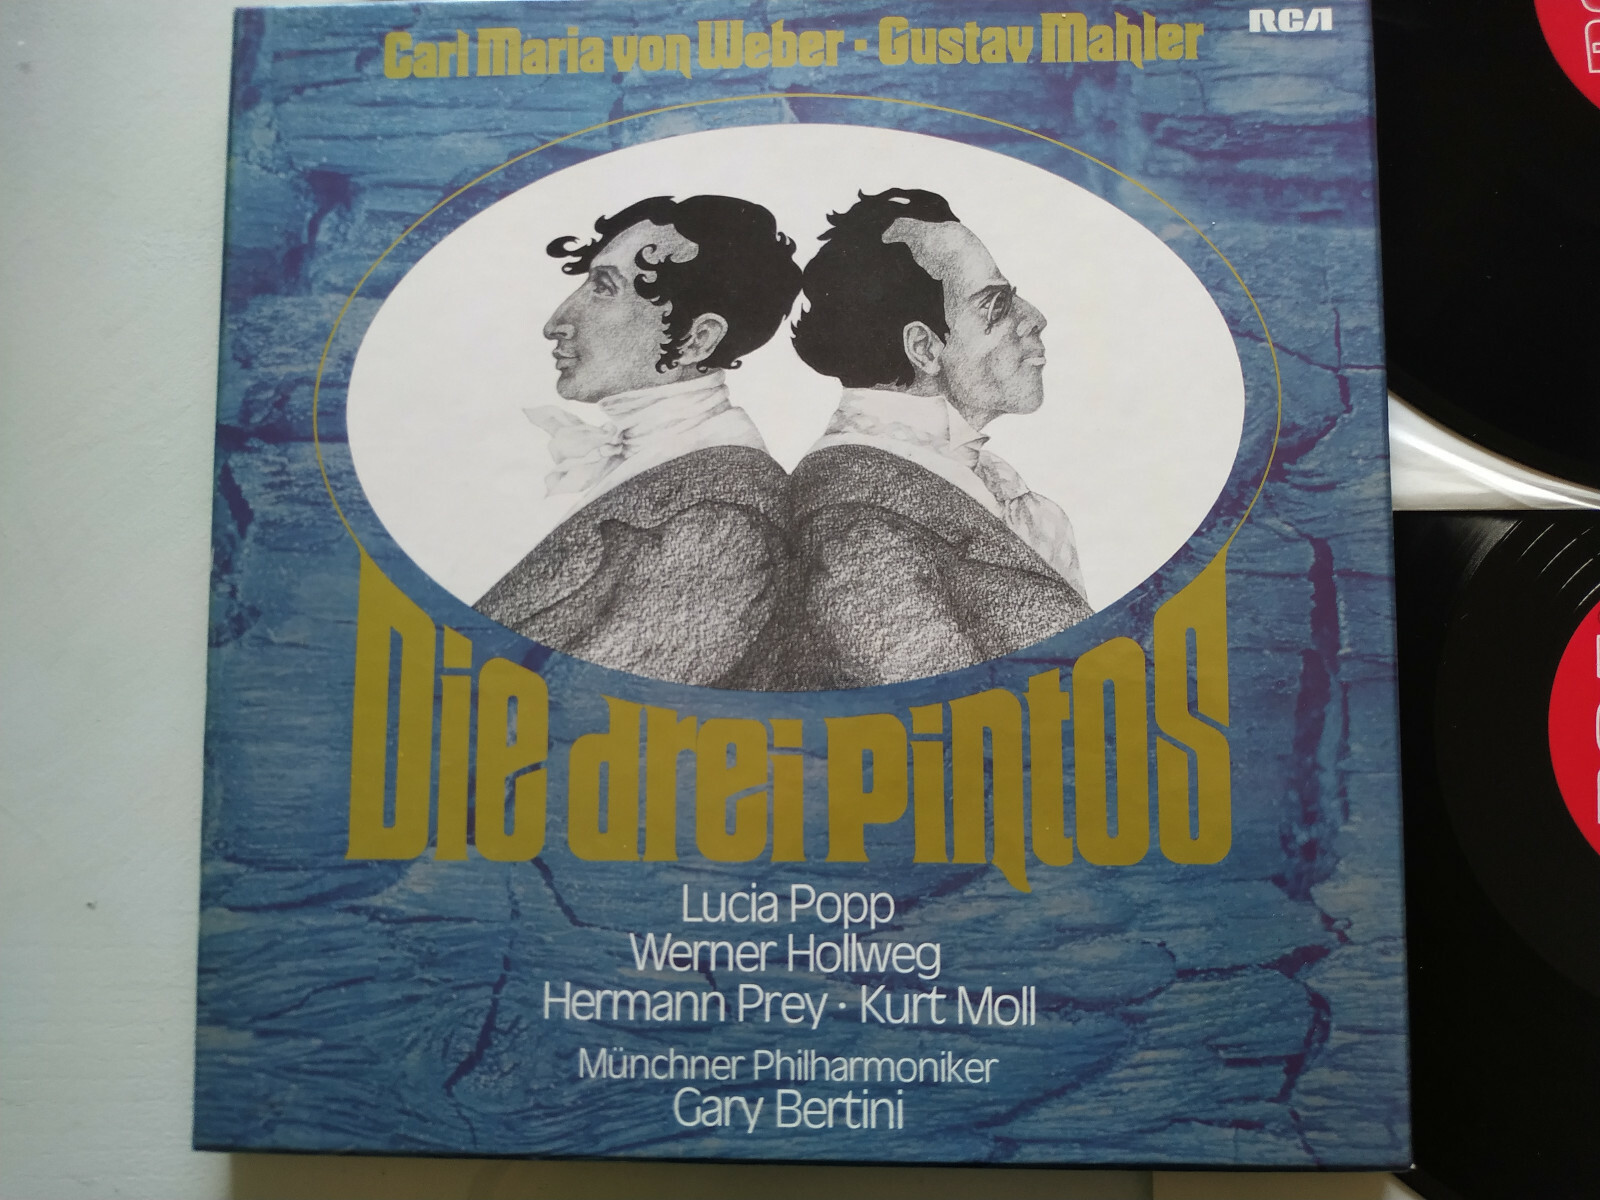 Carl Maria von Weber · Gustav Mahler
RCA
Die drei Pintos
Lucia Popp
Werner Hollweg
Hermann Prey · Kurt Moll
Münchner Philharmoniker
Gary Bertini